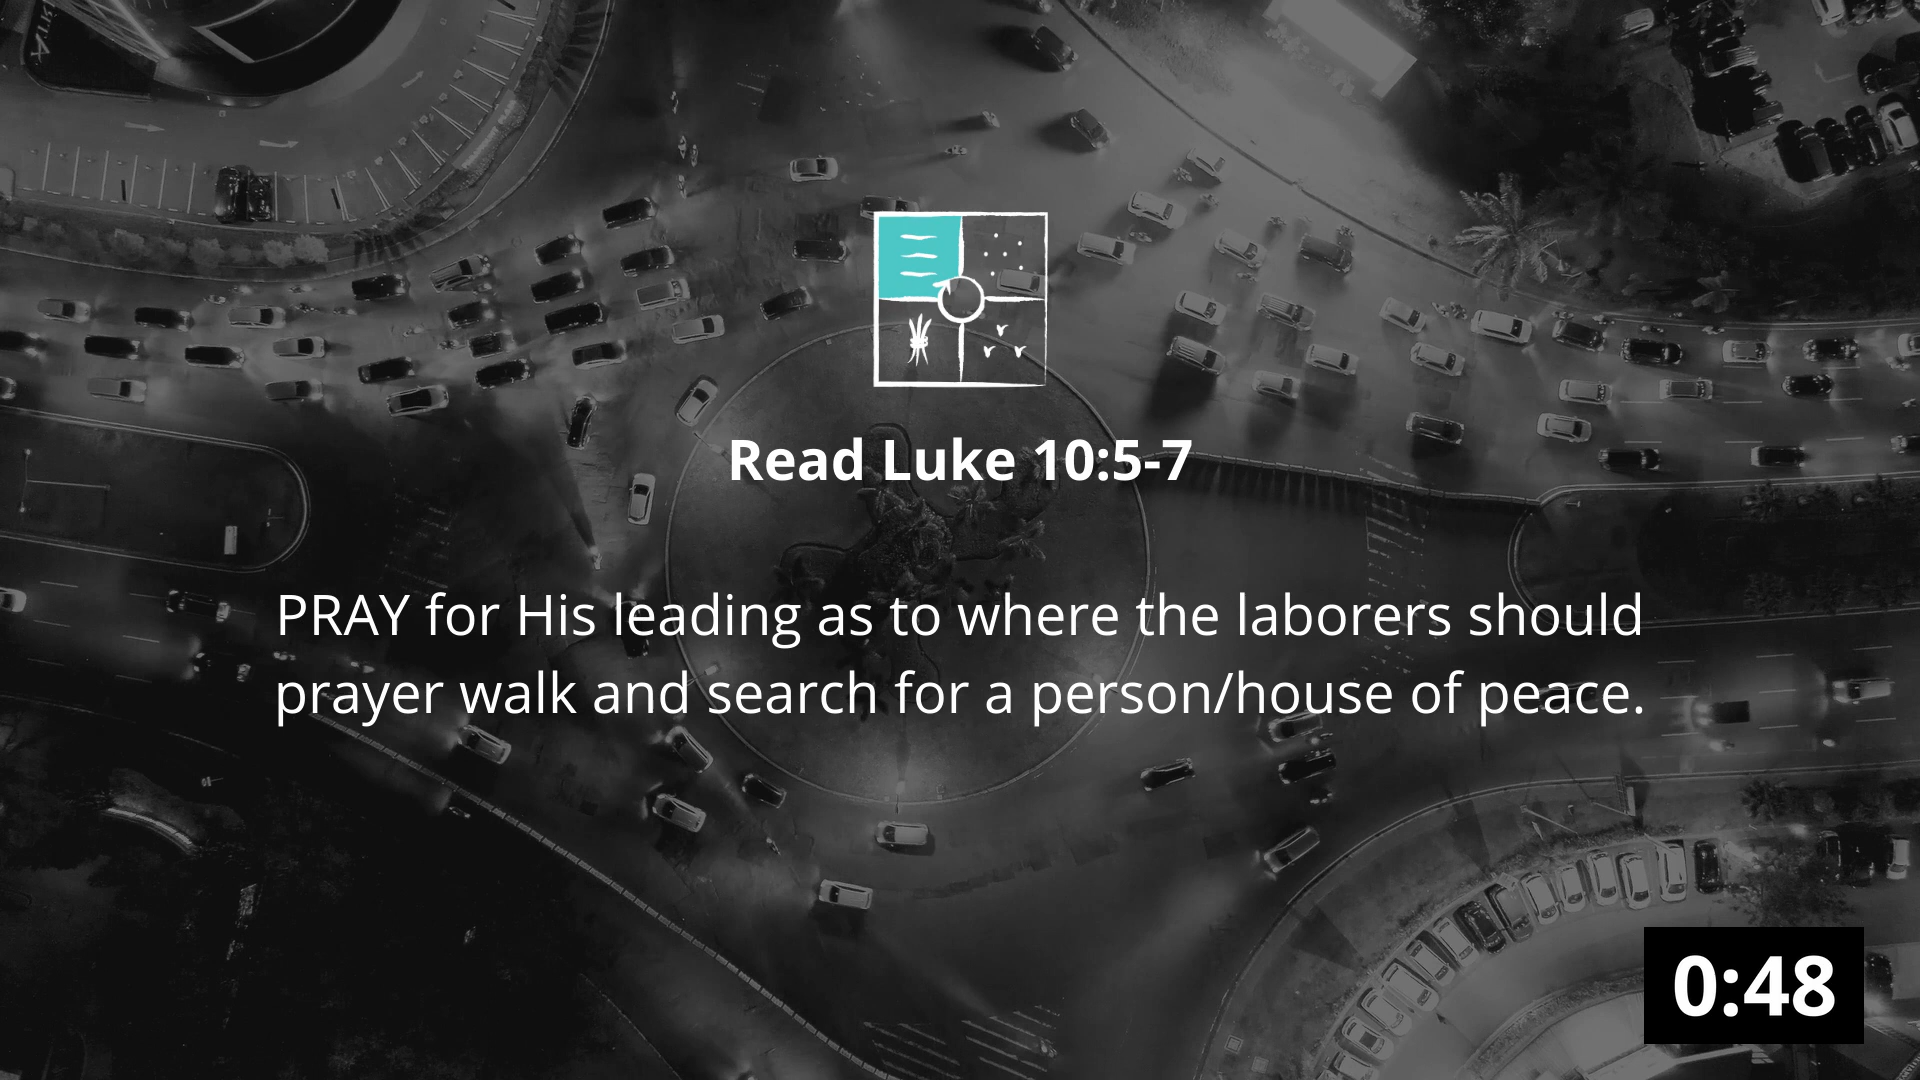 Read Luke 10:5-7
PRAY for His leading as to where the laborers should
prayer walk and search for a person/house of peace.
0:48